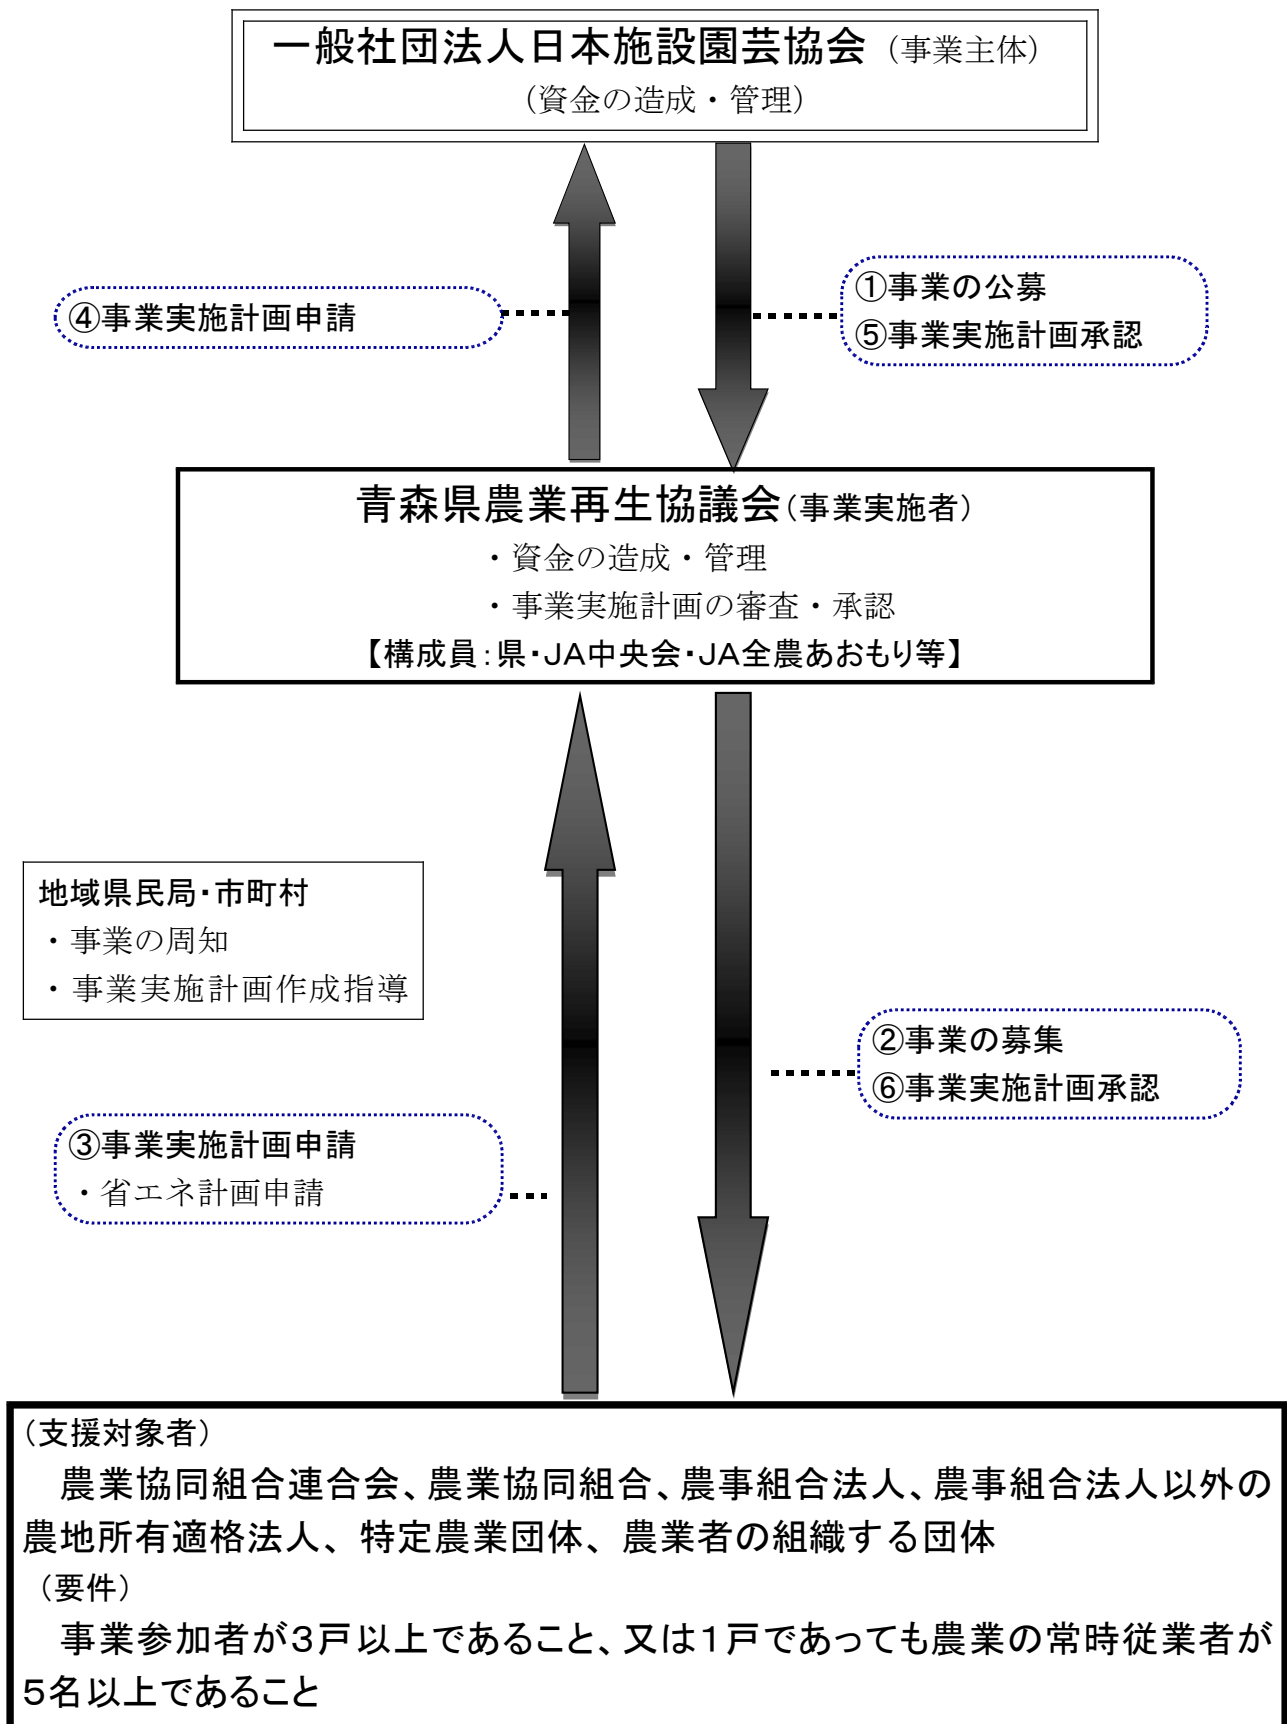 一般社団法人日本施設園芸協会（事業主体）
（資金の造成・管理）
④事業実施計画申請
①事業の公募
⑤事業実施計画承認
青森県農業再生協議会（事業実施者）
・資金の造成・管理
・事業実施計画の審査・承認
【構成員：県・JA中央会・JA全農あおもり等】
地域県民局・市町村
・事業の周知
・事業実施計画作成指導
②事業の募集
⑥事業実施計画承認
③事業実施計画申請
・省エネ計画申請
（支援対象者）
農業協同組合連合会、農業協同組合、農事組合法人、農事組合法人以外の
農地所有適格法人、特定農業団体、農業者の組織する団体
（要件）
事業参加者が３戸以上であること、又は１戸であっても農業の常時従業者が
５名以上であること